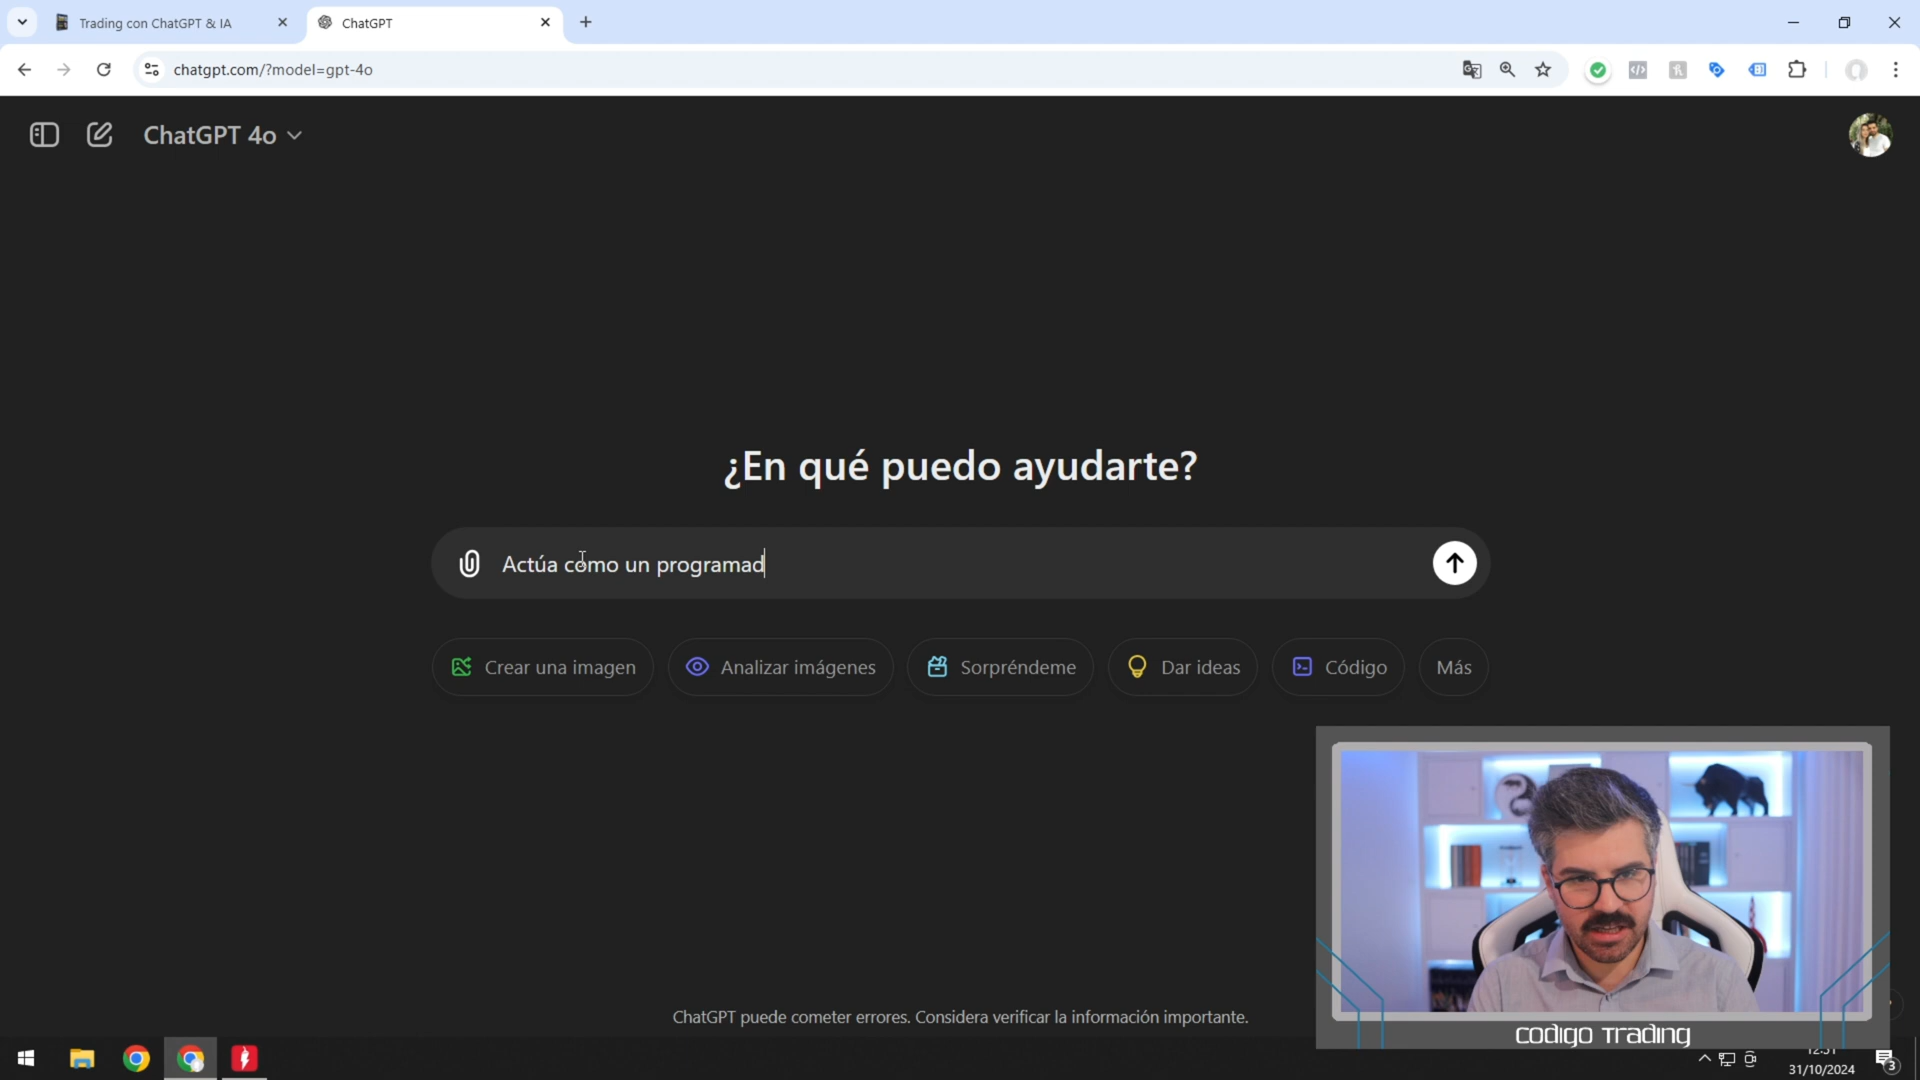 Trading con ChatGPT & IA
ChatGPT
chatgpt.com/?model=gpt-4o
ChatGPT 4o
¿En qué puedo ayudarte?
Actúa como un programad
Crear una imagen
Analizar imágenes
Sorpréndeme
Dar ideas
Código
Más
ChatGPT puede cometer errores. Considera verificar la información importante.
codigo Trading
31/10/2024
3